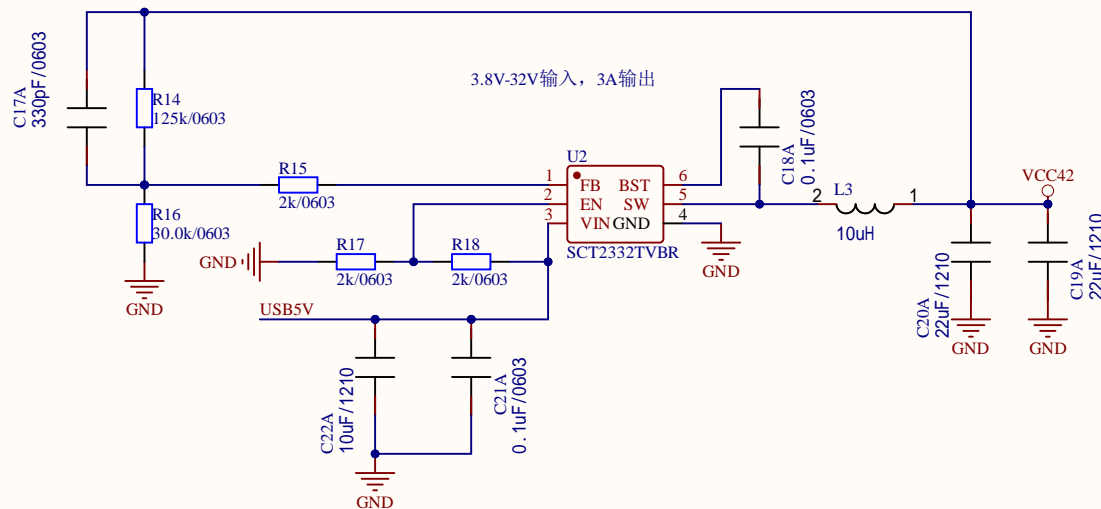 C17A
330pF/0603
R14
125k/0603
3.8V-32V输入，3A输出
R15
2k/0603
R16
30.0k/0603
U2
1
FB
BST
6
2
EN
SW
5
3
VIN
GND
4
SCT2332TVBR
C18A
0.1uF/0603
2
L3
1
10uH
VCC42
GND
R17
2k/0603
R18
2k/0603
GND
GND
C20A
22uF/1210
C19A
22uF/1210
USB5V
GND
GND
C22A
10uF/1210
C21A
0.1uF/0603
GND